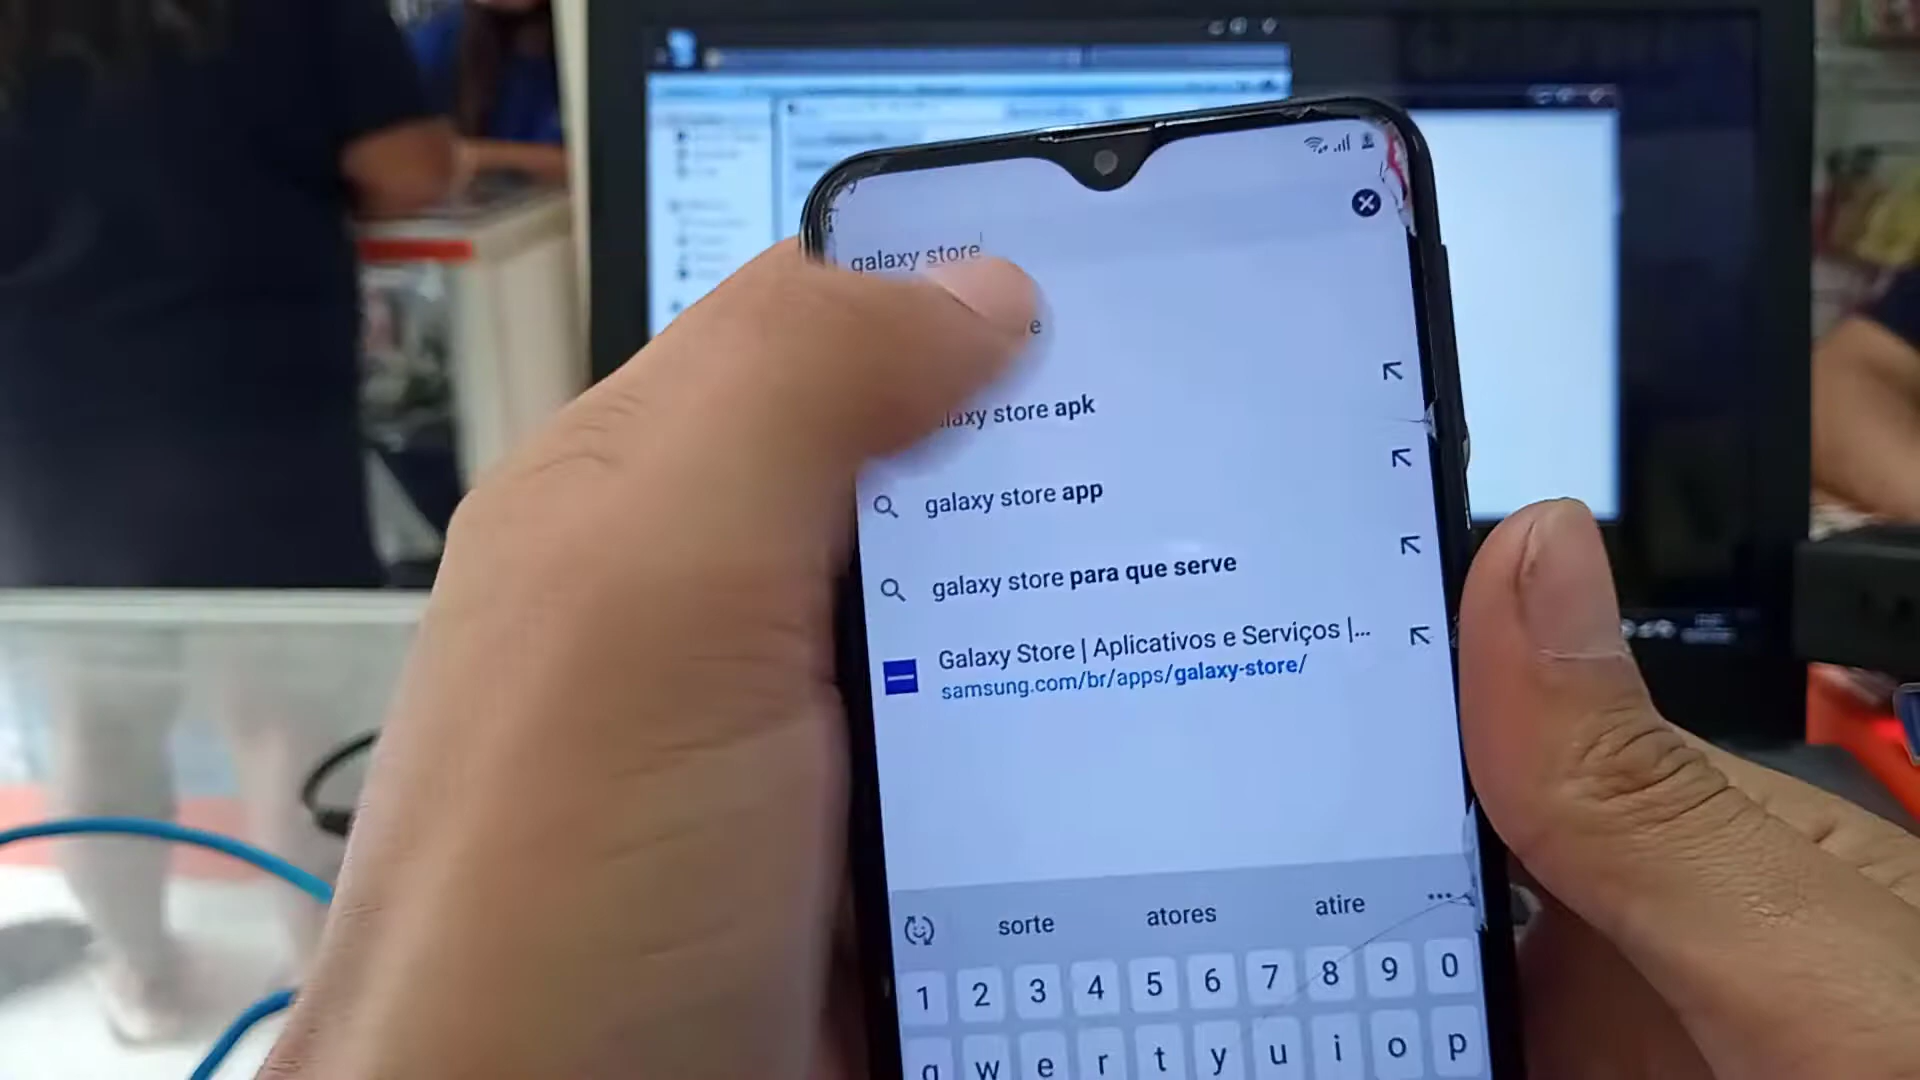 galaxy store
galaxy store apk
galaxy store app
galaxy store para que serve
Galaxy Store | Aplicativos e Serviços |...
samsung.com/br/apps/galaxy-store/
sorte atores atire
1 2 3 4 5 6 7 8 9 0
q w e r t y u i o p